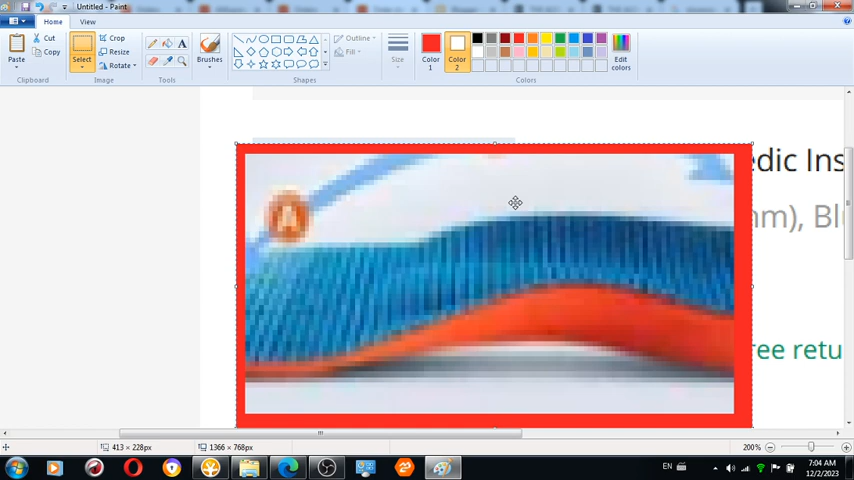 Untitled - Paint
Home
View
Paste
Cut
Copy
Clipboard
Select
Crop
Resize
Rotate
Image
Tools
A
Brushes
Shapes
Outline
Fill
Size
Color
1
Color
2
Edit
colors
Colors
edic Ins
A
nm), Blu
ree retu
413 × 228px
1366 × 768px
200%
EN
7:04 AM
12/2/2023